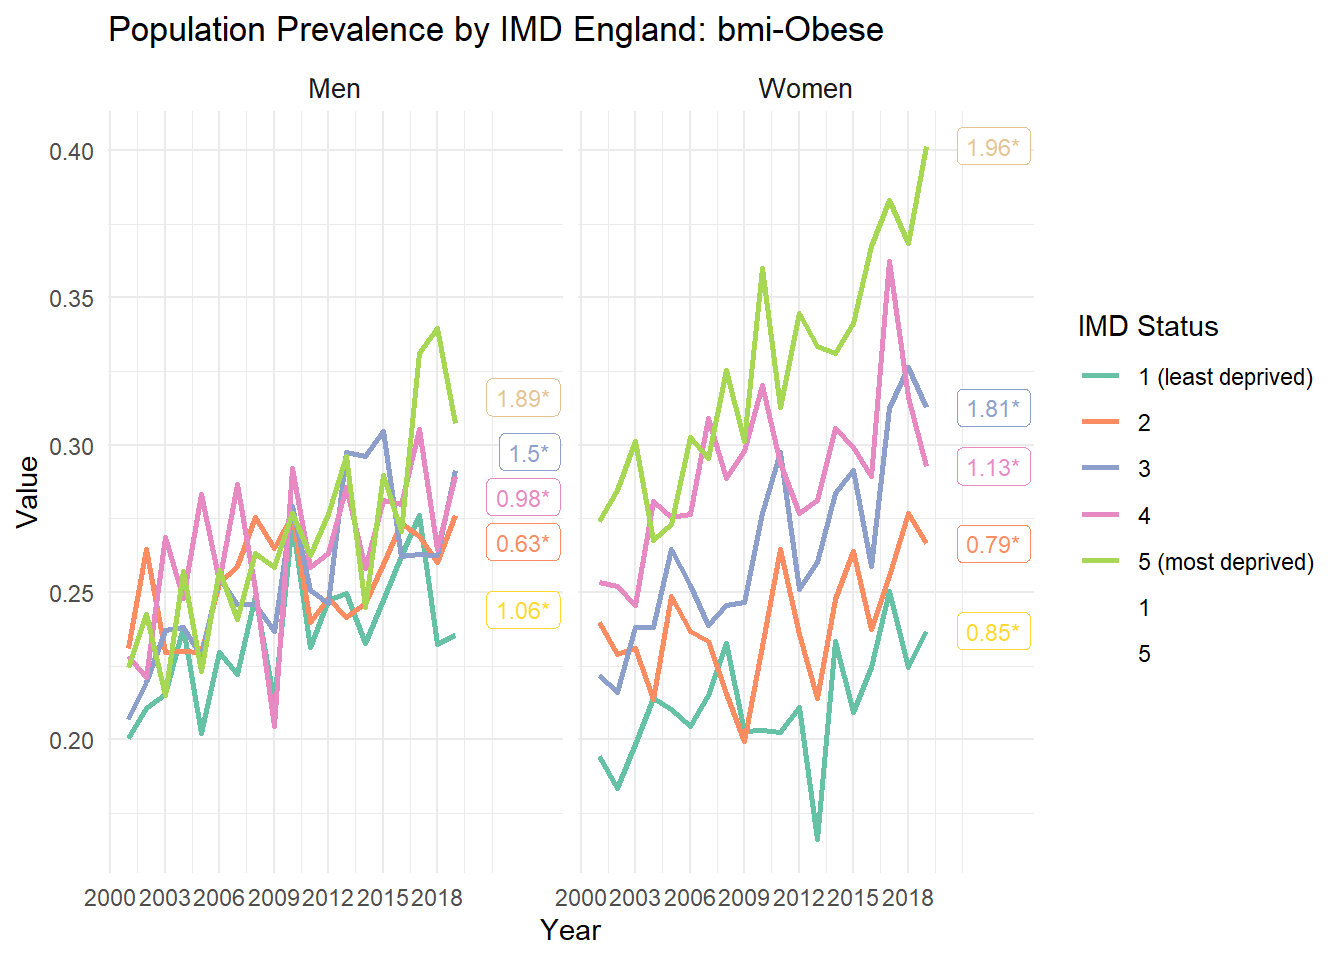 Population Prevalence by IMD England: bmi-Obese
Men
Women
Value
0.40
0.35
0.30
0.25
0.20
1.89*
1.5*
0.98*
0.63*
1.06*
1.96*
1.81*
1.13*
0.79*
0.85*
2000 2003 2006 2009 2012 2015 2018
2000 2003 2006 2009 2012 2015 2018
Year
IMD Status
1 (least deprived)
2
3
4
5 (most deprived)
1
5